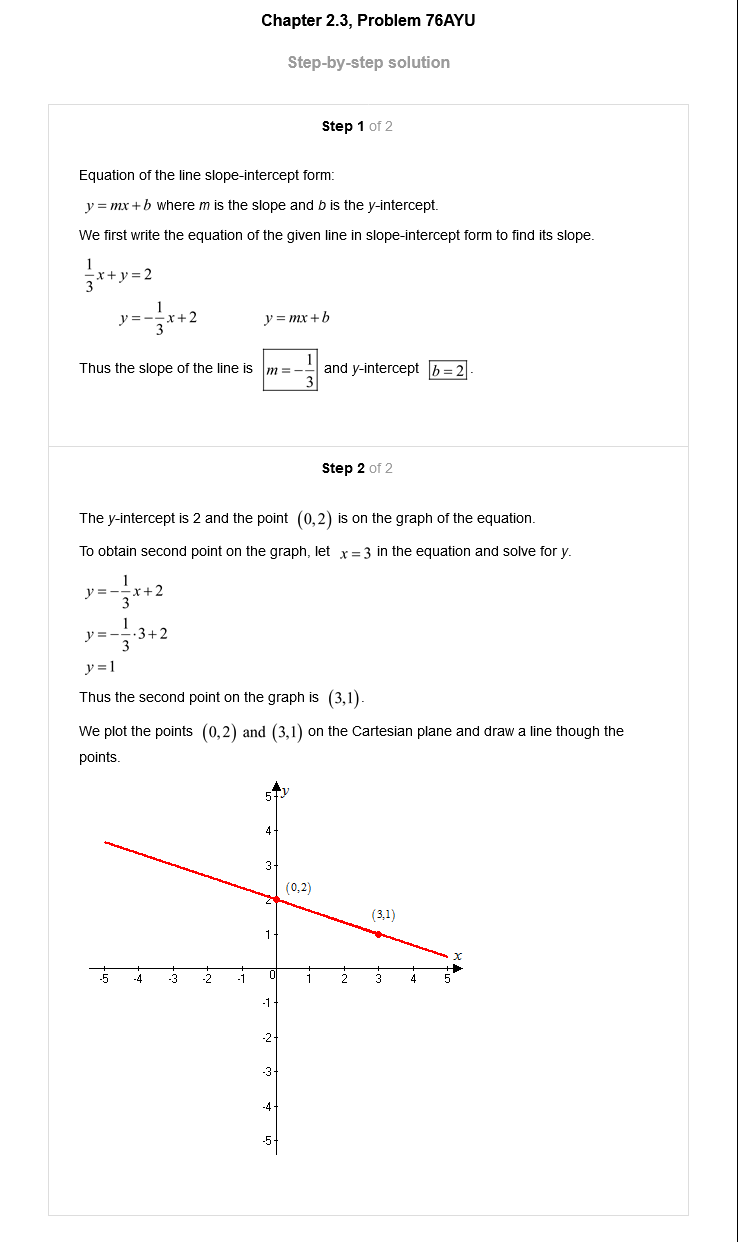 Chapter 2.3, Problem 76AYU
Step-by-step solution
Step 1 of 2
Equation of the line slope-intercept form:
y = mx + b where m is the slope and b is the y-intercept.
We first write the equation of the given line in slope-intercept form to find its slope.
1/3 x + y = 2
y = -1/3 x + 2    y = mx + b
Thus the slope of the line is m = -1/3 and y-intercept b = 2.
Step 2 of 2
The y-intercept is 2 and the point (0,2) is on the graph of the equation.
To obtain second point on the graph, let x = 3 in the equation and solve for y.
y = -1/3 x + 2
y = -1/3 · 3 + 2
y = 1
Thus the second point on the graph is (3,1).
We plot the points (0,2) and (3,1) on the Cartesian plane and draw a line though the
points.
5 y
4
3
(0,2)
2
(3,1)
1
x
-5 -4 -3 -2 -1 0 1 2 3 4 5
-1
-2
-3
-4
-5